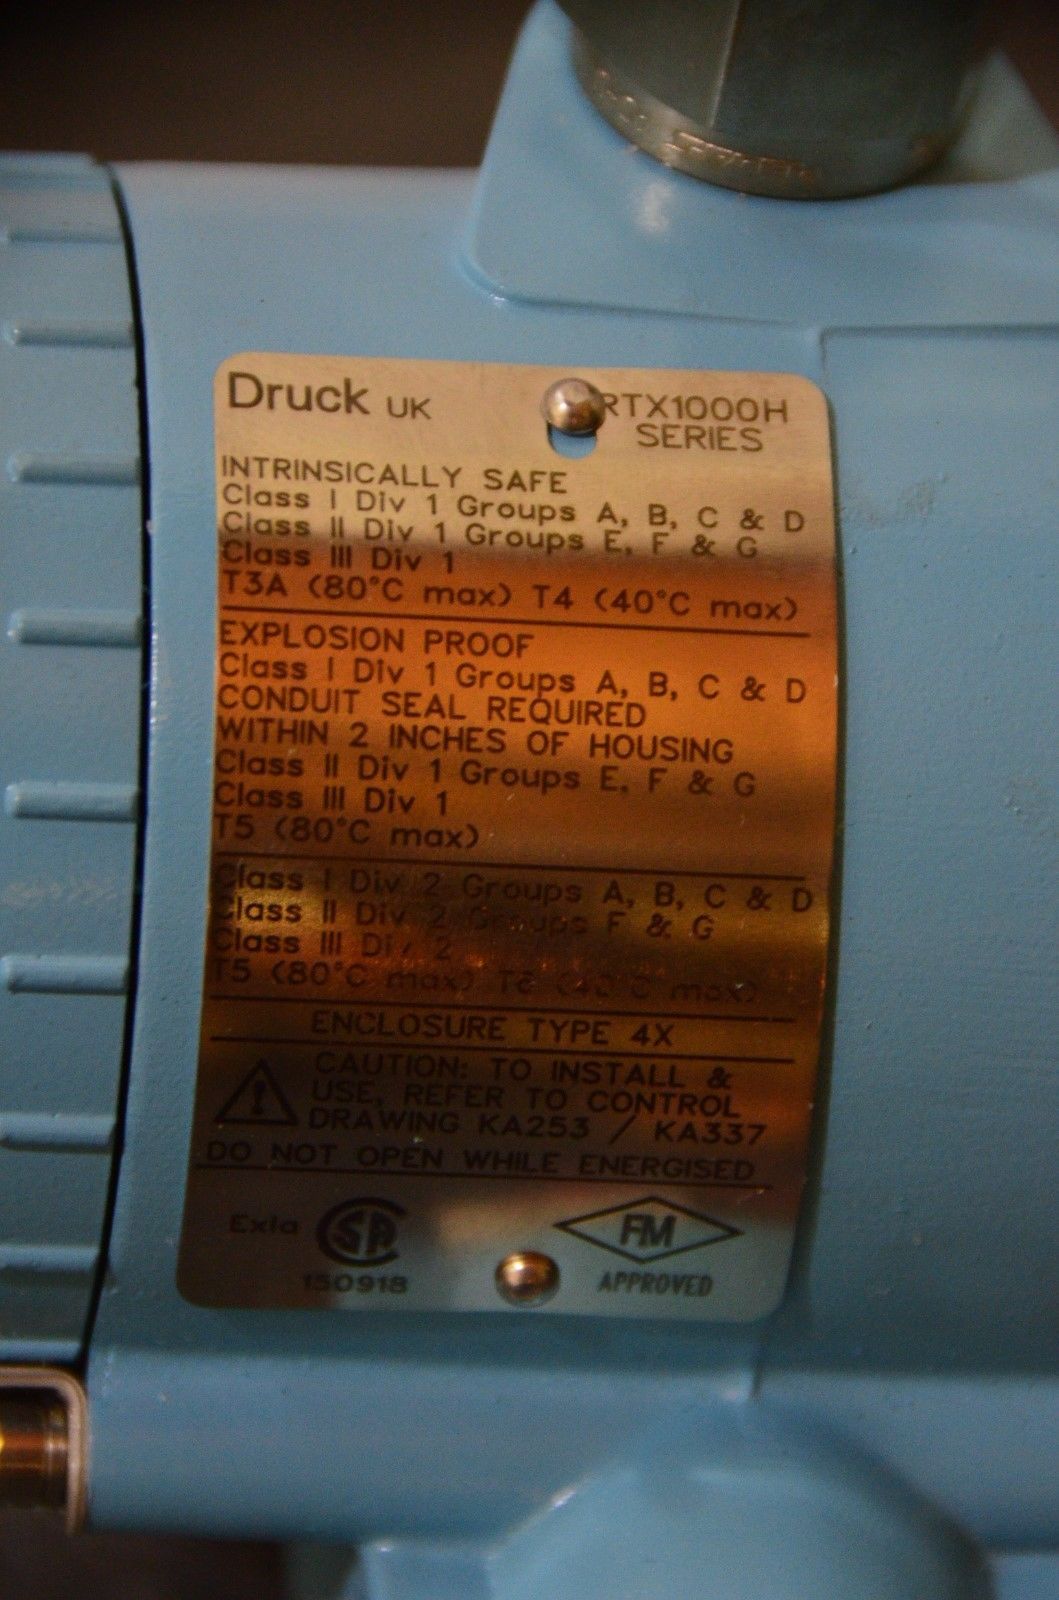 Druck UK
RTX1000H
SERIES
INTRINSICALLY SAFE
Class I Div 1 Groups A, B, C & D
Class II Div 1 Groups E, F & G
Class III Div 1
T3A (80°C max) T4 (40°C max)
EXPLOSION PROOF
Class I Div 1 Groups A, B, C & D
CONDUIT SEAL REQUIRED
WITHIN 2 INCHES OF HOUSING
Class II Div 1 Groups E, F & G
Class III Div 1
T5 (80°C max)
Class I Div 2 Groups A, B, C & D
Class II Div 2 Groups F & G
Class III Div 2
T5 (80°C max) T6 (40°C max)
ENCLOSURE TYPE 4X
CAUTION: TO INSTALL &
USE, REFER TO CONTROL
DRAWING KA253 / KA337
DO NOT OPEN WHILE ENERGISED
Exia SA
150918
FM
APPROVED